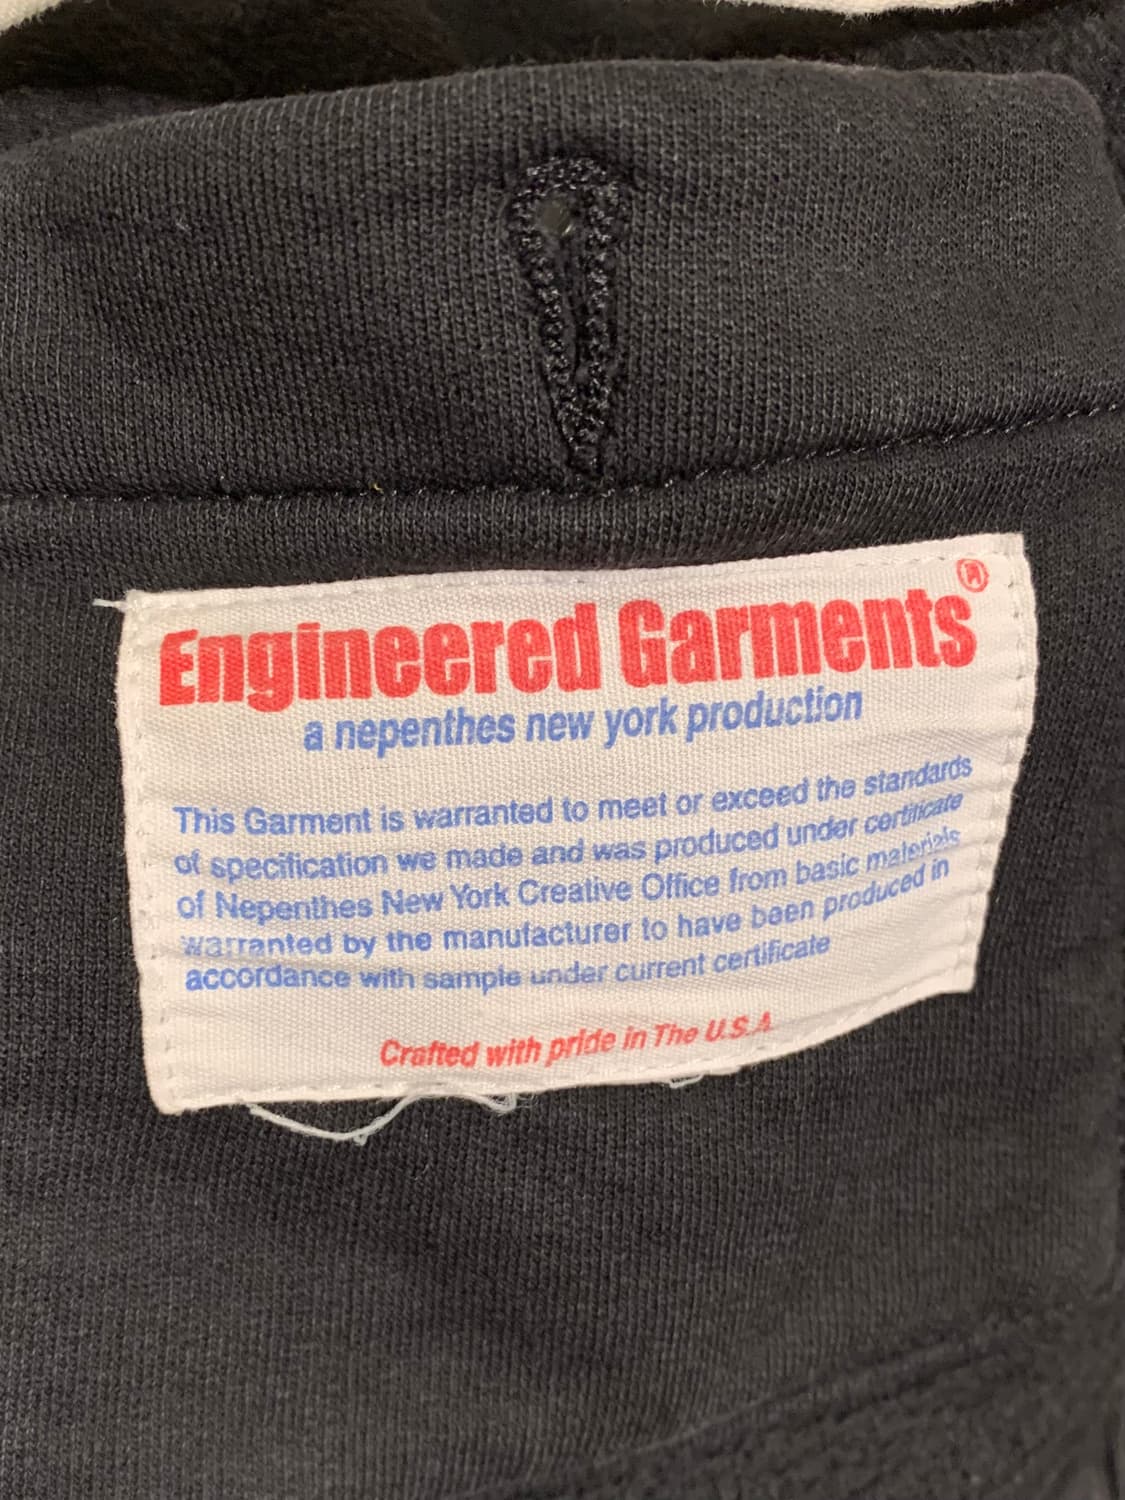 Engineered Garments®
a nepenthes new york production
This Garment is warranted to meet or exceed the standards
of specification we made and was produced under certificate
of Nepenthes New York Creative Office from basic materials
warranted by the manufacturer to have been produced in
accordance with sample under current certificate
Crafted with pride in The U.S.A.